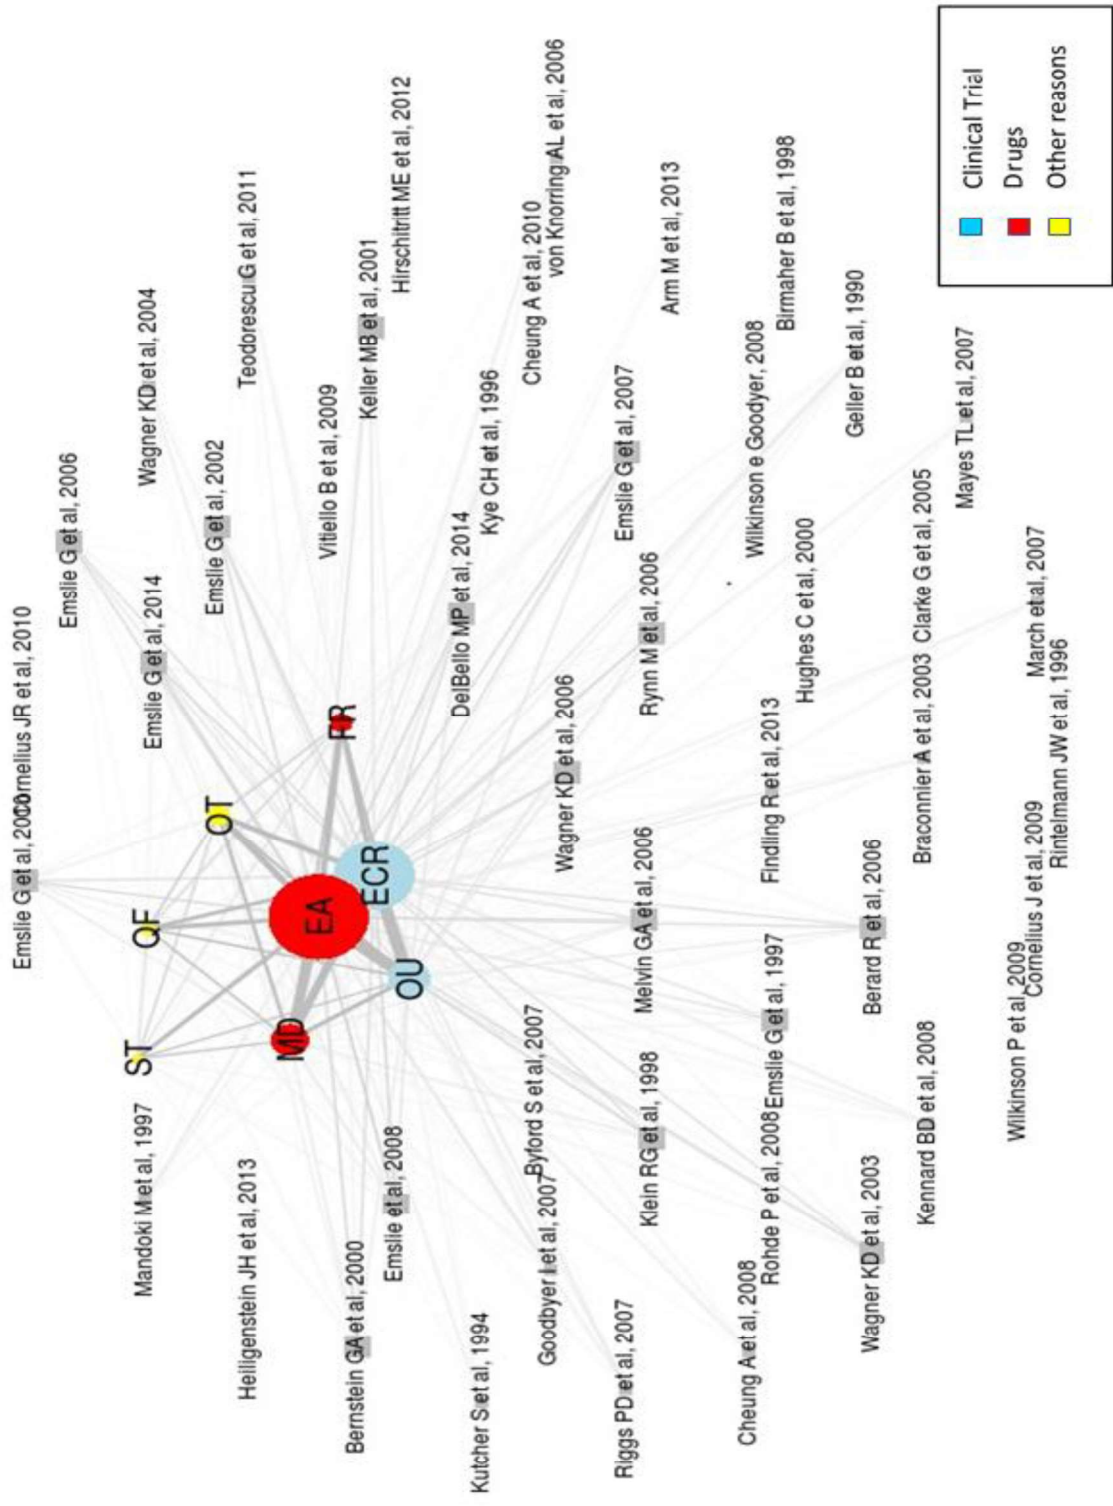 Emslie G et al, 2000
Cornelius JR et al, 2010
Emslie G et al, 2006
Mandoki M et al, 1997
ST
QF
Emslie G et al, 2014
Wagner KD et al, 2004
OT
Emslie G et al, 2002
Heiligenstein JH et al, 2013
Teodorescu G et al, 2011
MD
EA
FR
Vitiello B et al, 2009
Bernstein GA et al, 2000
Emslie et al, 2008
OU
ECR
Keller MB et al, 2001
Hirschitritt ME et al, 2012
Kutcher S et al, 1994
DelBello MP et al, 2014
Kye CH et al, 1996
Goodbyer I et al, 2007
Byford S et al, 2007
Wagner KD et al, 2006
Cheung A et al, 2010
von Knorring AL et al, 2006
Riggs PD et al, 2007
Klein RG et al, 1998
Melvin GA et al, 2006
Rynn M et al, 2006
Emslie G et al, 2007
Arm M et al, 2013
Cheung A et al, 2008
Rohde P et al, 2008
Emslie G et al, 1997
Findling R et al, 2013
Hughes C et al, 2000
Wilkinson e Goodyer, 2008
Birmaher B et al, 1998
Wagner KD et al, 2003
Berard R et al, 2006
Geller B et al, 1990
Kennard BD et al, 2008
Braconnier A et al, 2003
Clarke G et al, 2005
Mayes TL et al, 2007
Wilkinson P et al, 2009
Cornelius J et al, 2009
Rintelmann JW et al, 1996
March et al, 2007
Clinical Trial
Drugs
Other reasons